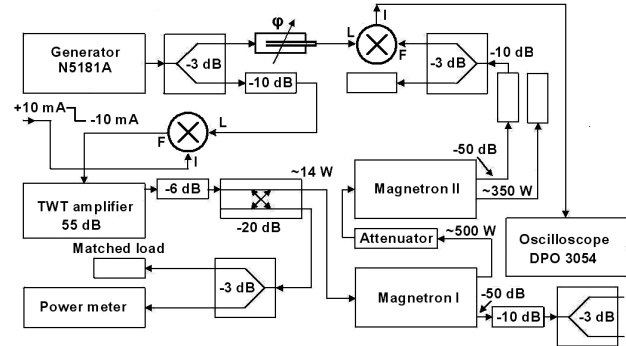 Generator
N5181A
-3 dB
φ
-10 dB
L
I
F
-3 dB
-10 dB
+10 mA
-10 mA
F
L
I
TWT amplifier
55 dB
-6 dB
-20 dB
~14 W
Magnetron II
-50 dB
~350 W
Attenuator
~500 W
Oscilloscope
DPO 3054
Matched load
-3 dB
Power meter
Magnetron I
-50 dB
-10 dB
-3 dB